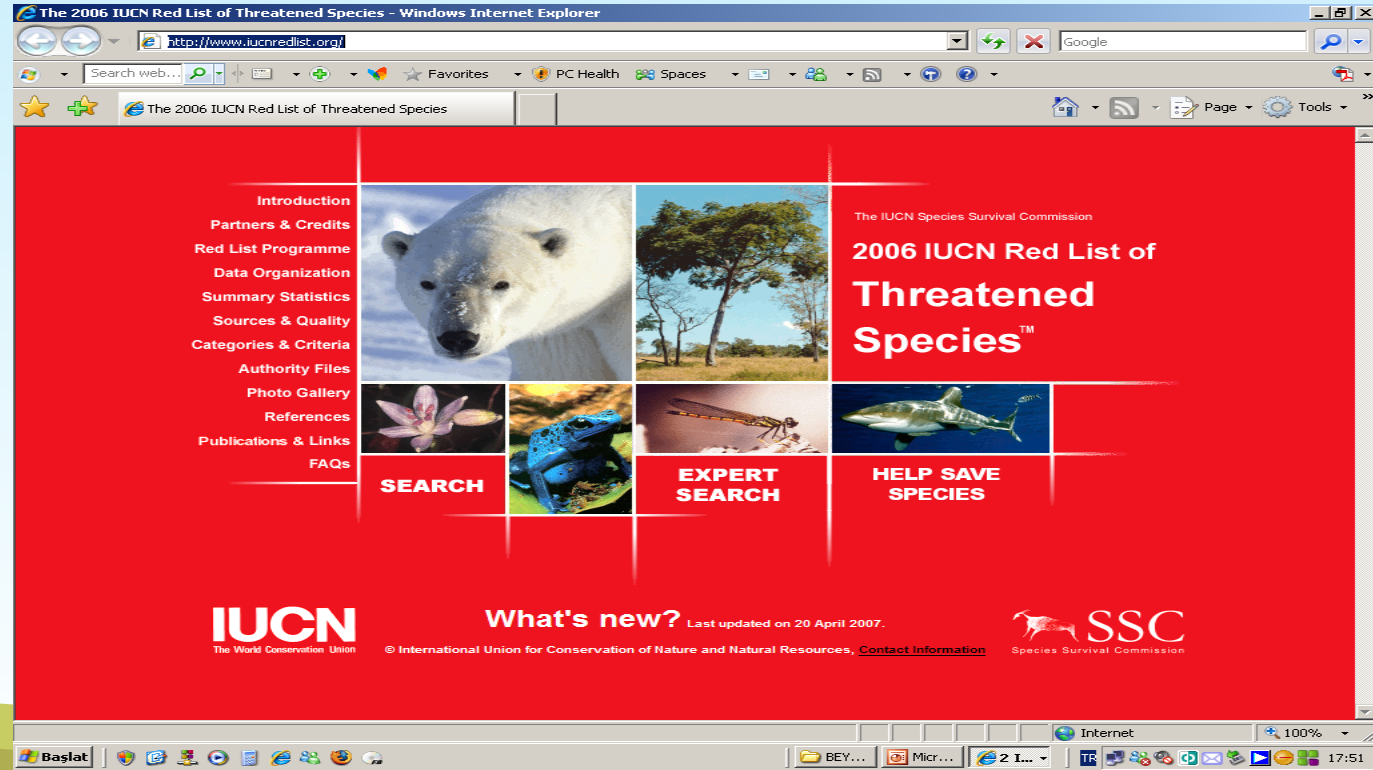 The 2006 IUCN Red List of Threatened Species - Windows Internet Explorer
http://www.iucnredlist.org/
Google
Search web...
Favorites
PC Health
Spaces
The 2006 IUCN Red List of Threatened Species
Page
Tools
Introduction
Partners & Credits
Red List Programme
Data Organization
Summary Statistics
Sources & Quality
Categories & Criteria
Authority Files
Photo Gallery
References
Publications & Links
FAQs
The IUCN Species Survival Commission
2006 IUCN Red List of
Threatened
Species™
SEARCH
EXPERT
SEARCH
HELP SAVE
SPECIES
IUCN
The World Conservation Union
What's new? Last updated on 20 April 2007.
© International Union for Conservation of Nature and Natural Resources, Contact Information
SSC
Species Survival Commission
Internet
100%
Başlat
BEY...
Micr...
2 I...
TR
17:51